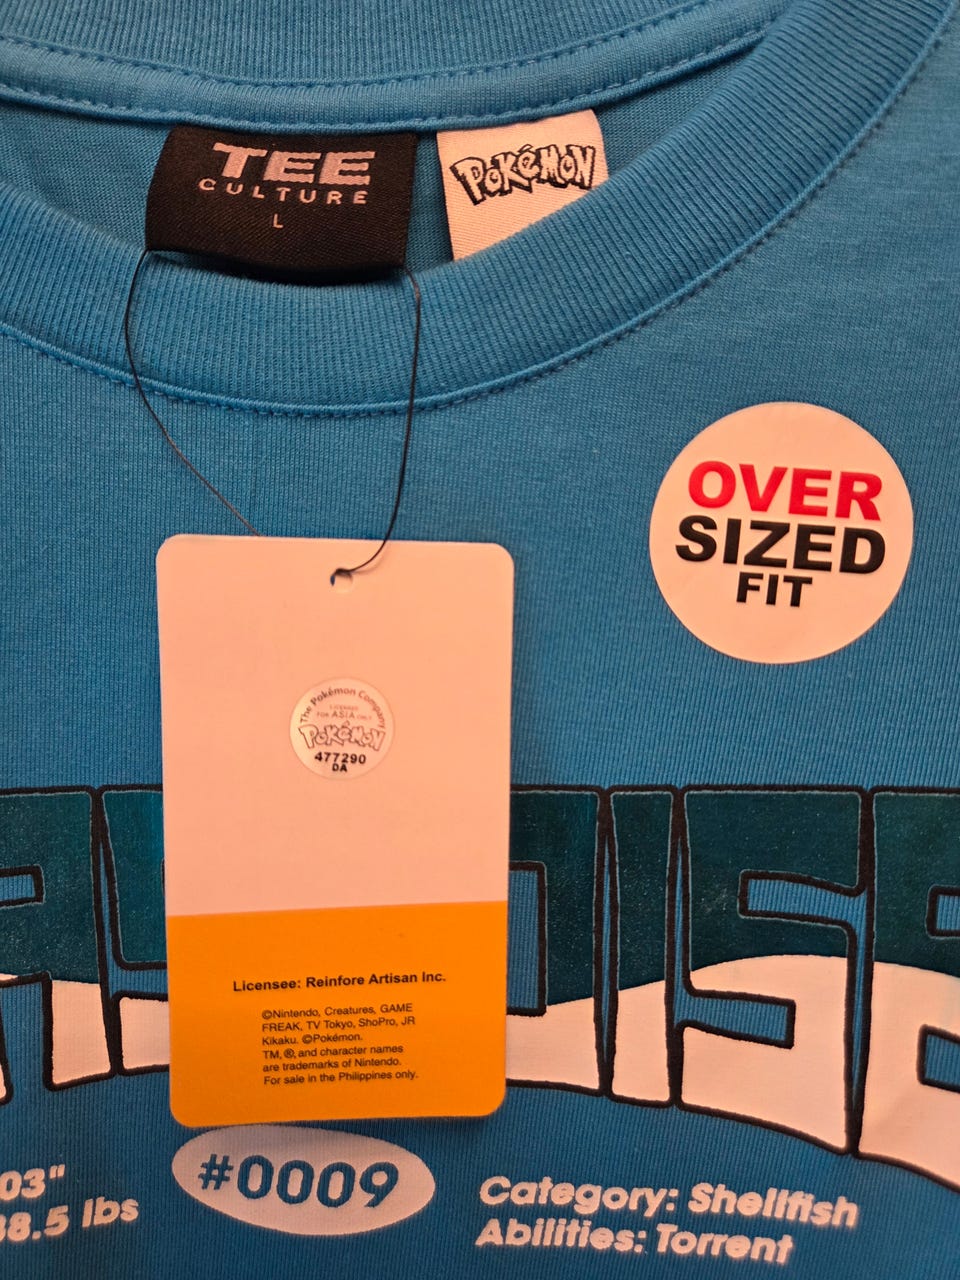 TEE
CULTURE
L
POKéMON
OVER
SIZED
FIT
The Pokémon Company
LICENSED
FOR ASIA ONLY
POKéMON
477290
DA
Licensee: Reinfore Artisan Inc.
©Nintendo, Creatures, GAME
FREAK, TV Tokyo, ShoPro, JR
Kikaku. ©Pokémon.
TM, ®, and character names
are trademarks of Nintendo.
For sale in the Philippines only.
03"
8.5 lbs
#0009
Category: Shellfish
Abilities: Torrent